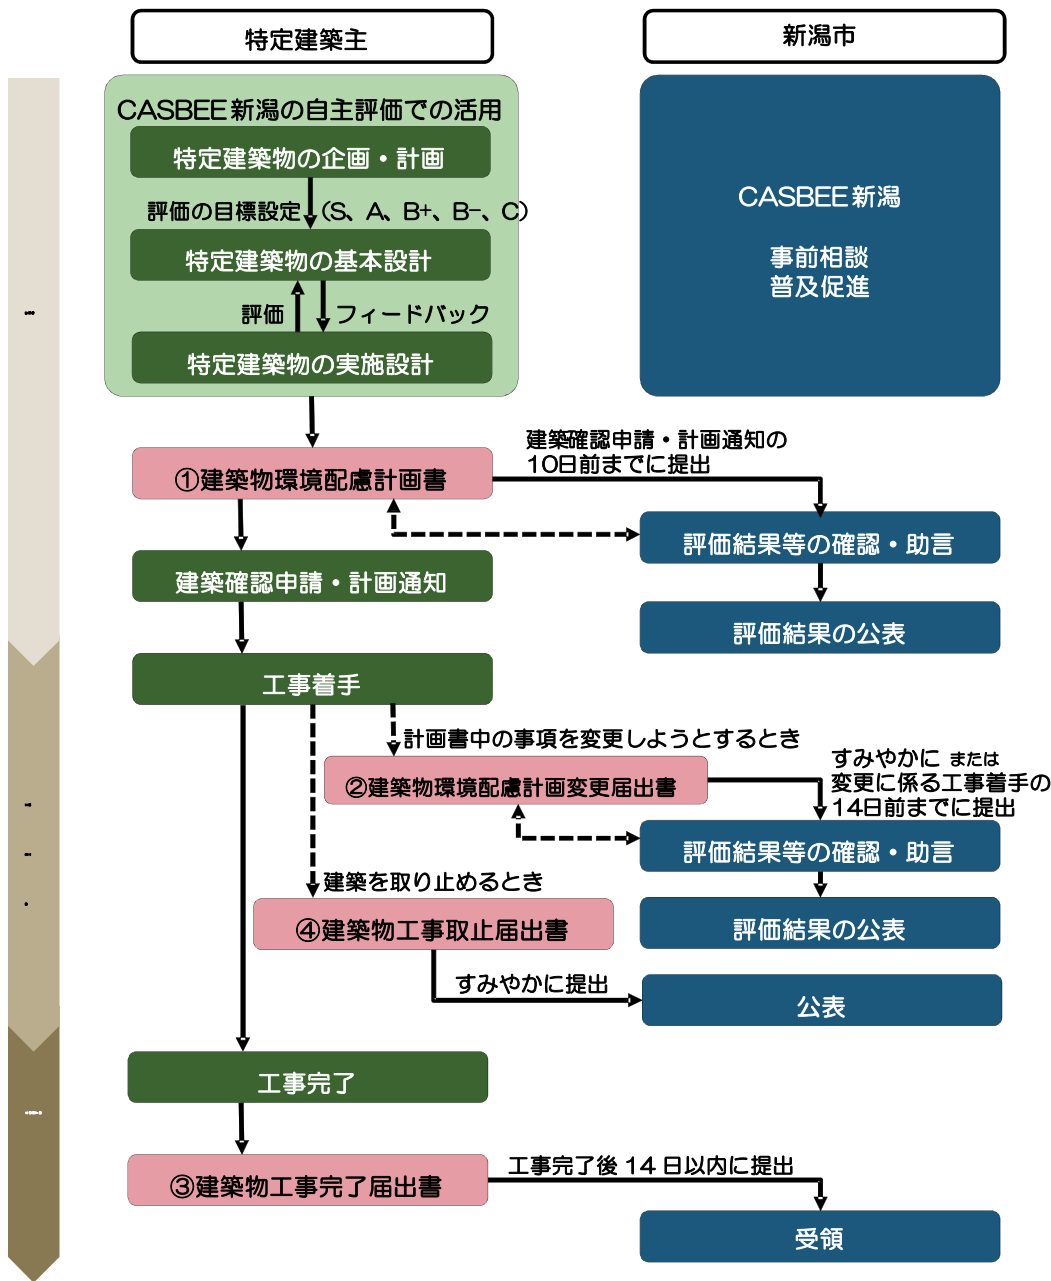 特定建築主
新潟市
CASBEE新潟の自主評価での活用
特定建築物の企画・計画
評価の目標設定 (S、A、B+、B-、C)
特定建築物の基本設計
評価
フィードバック
特定建築物の実施設計
CASBEE新潟
事前相談
普及促進
建築確認申請・計画通知の
10日前までに提出
①建築物環境配慮計画書
評価結果等の確認・助言
建築確認申請・計画通知
評価結果の公表
工事着手
計画書中の事項を変更しようとするとき
すみやかに または
変更に係る工事着手の
14日前までに提出
②建築物環境配慮計画変更届出書
評価結果等の確認・助言
建築を取り止めるとき
④建築物工事取止届出書
評価結果の公表
すみやかに提出
公表
工事完了
工事完了後 14 日以内に提出
③建築物工事完了届出書
受領